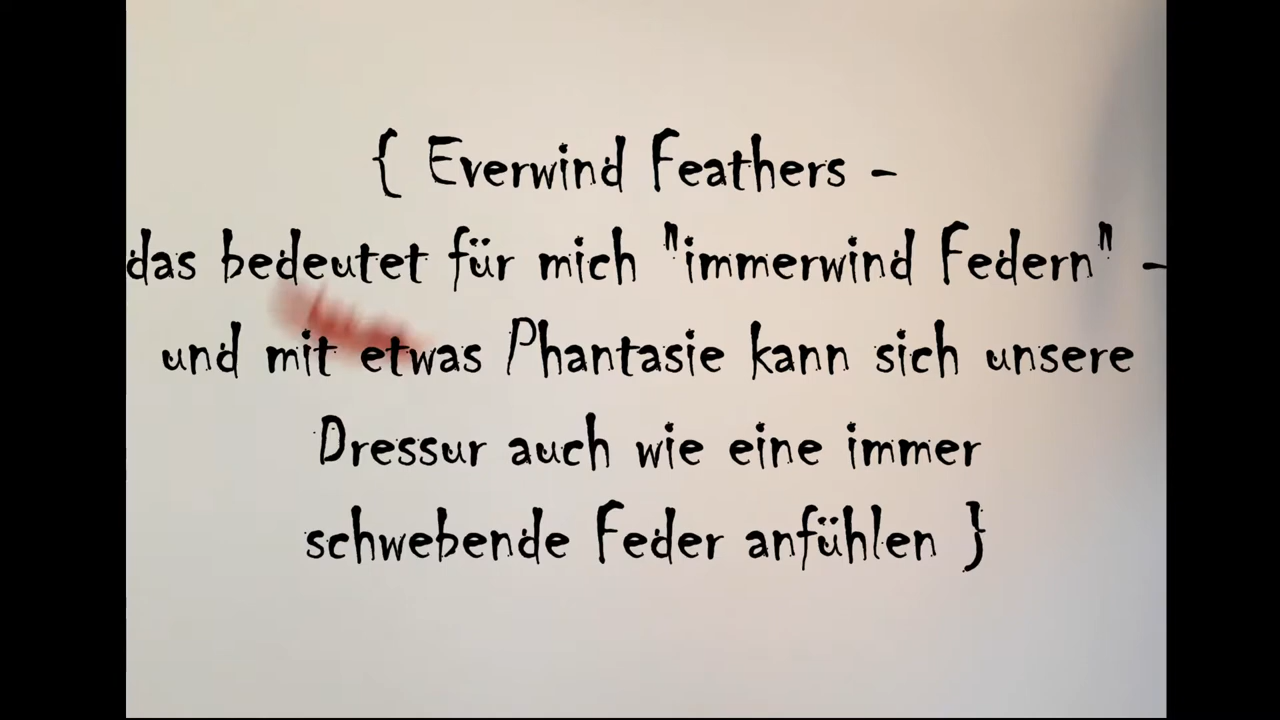 { Everwind Feathers -
das bedeutet für mich "immerwind Federn" -
und mit etwas Phantasie kann sich unsere
Dressur auch wie eine immer
schwebende Feder anfühlen }